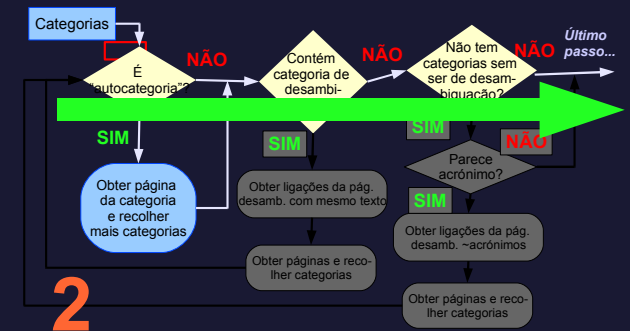 Categorias
É
"autocategoria"?
NÃO
Contém
categoria de
desambi-
NÃO
Não tem
categorias sem
ser de desam-
biguação?
NÃO
Último
passo...
SIM
SIM
SIM
NÃO
Parece
acrónimo?
SIM
Obter página
da categoria
e recolher
mais categorias
Obter ligações da pág.
desamb. com mesmo texto
Obter páginas e reco-
lher categorias
Obter ligações da pág.
desamb. ~acrónimos
Obter páginas e reco-
lher categorias
2